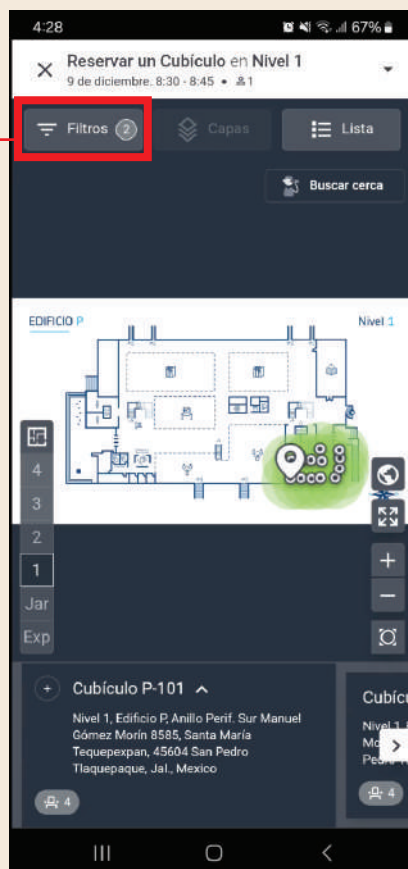 4:28
67%
Reservar un Cubículo en Nivel 1
9 de diciembre. 8:30 - 8:45 • 1
Filtros 2
Capas
Lista
Buscar cerca
EDIFICIO P
Nivel 1
4
3
2
1
Jar
Exp
Cubículo P-101
Nivel 1, Edificio P, Anillo Perif. Sur Manuel
Gómez Morín 8585, Santa María
Tequepexpan, 45604 San Pedro
Tlaquepaque, Jal., Mexico
4
Cubícu
Nivel 1, E
4